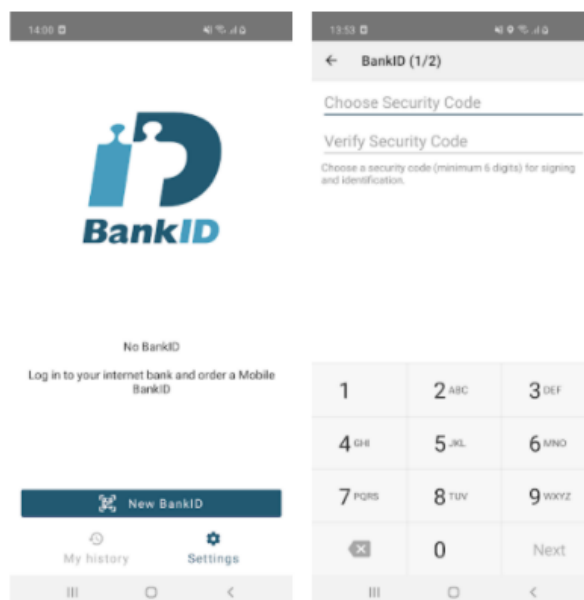 14:00
BankID
No BankID
Log in to your internet bank and order a Mobile
BankID
New BankID
My history
Settings
13:53
BankID (1/2)
Choose Security Code
Verify Security Code
Choose a security code (minimum 6 digits) for signing
and identification.
1 2 ABC 3 DEF
4 GHI 5 JKL 6 MNO
7 PQRS 8 TUV 9 WXYZ
0 Next